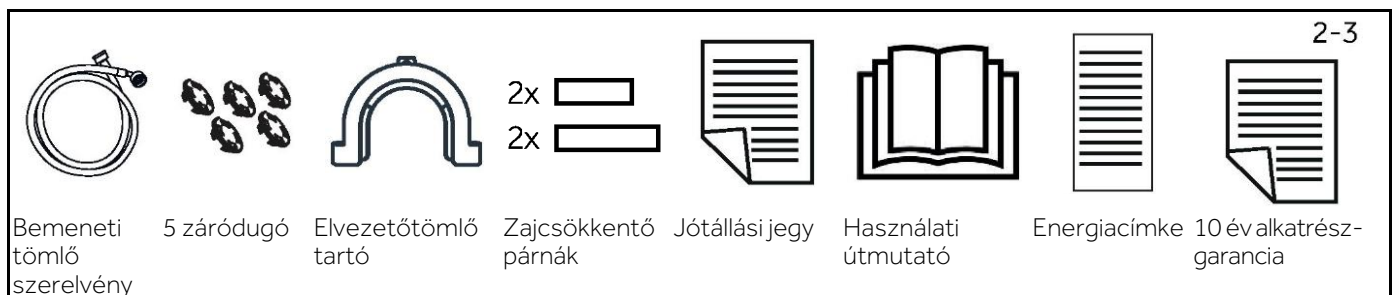 2-3
2x
2x
Bemeneti
tömlő
szerelvény
5 záródugó
Elvezetőtömlő
tartó
Zajcsökkentő
párnák
Jótállási jegy
Használati
útmutató
Energiacímke
10 év alkatrész-
garancia